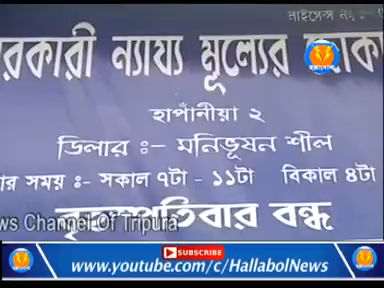 লাইসেন্স নং
সরকারী ন্যায্য মূল্যের
হাপাঁনীয়া ২
ডিলার :- মনিভূষন শীল
সময় :- সকাল ৭টা - ১১টা বিকাল ৪টা
বৃহস্পতিবার বন্ধ
ws Channel Of Tripura
SUBSCRIBE
www.youtube.com/c/HallabolNews